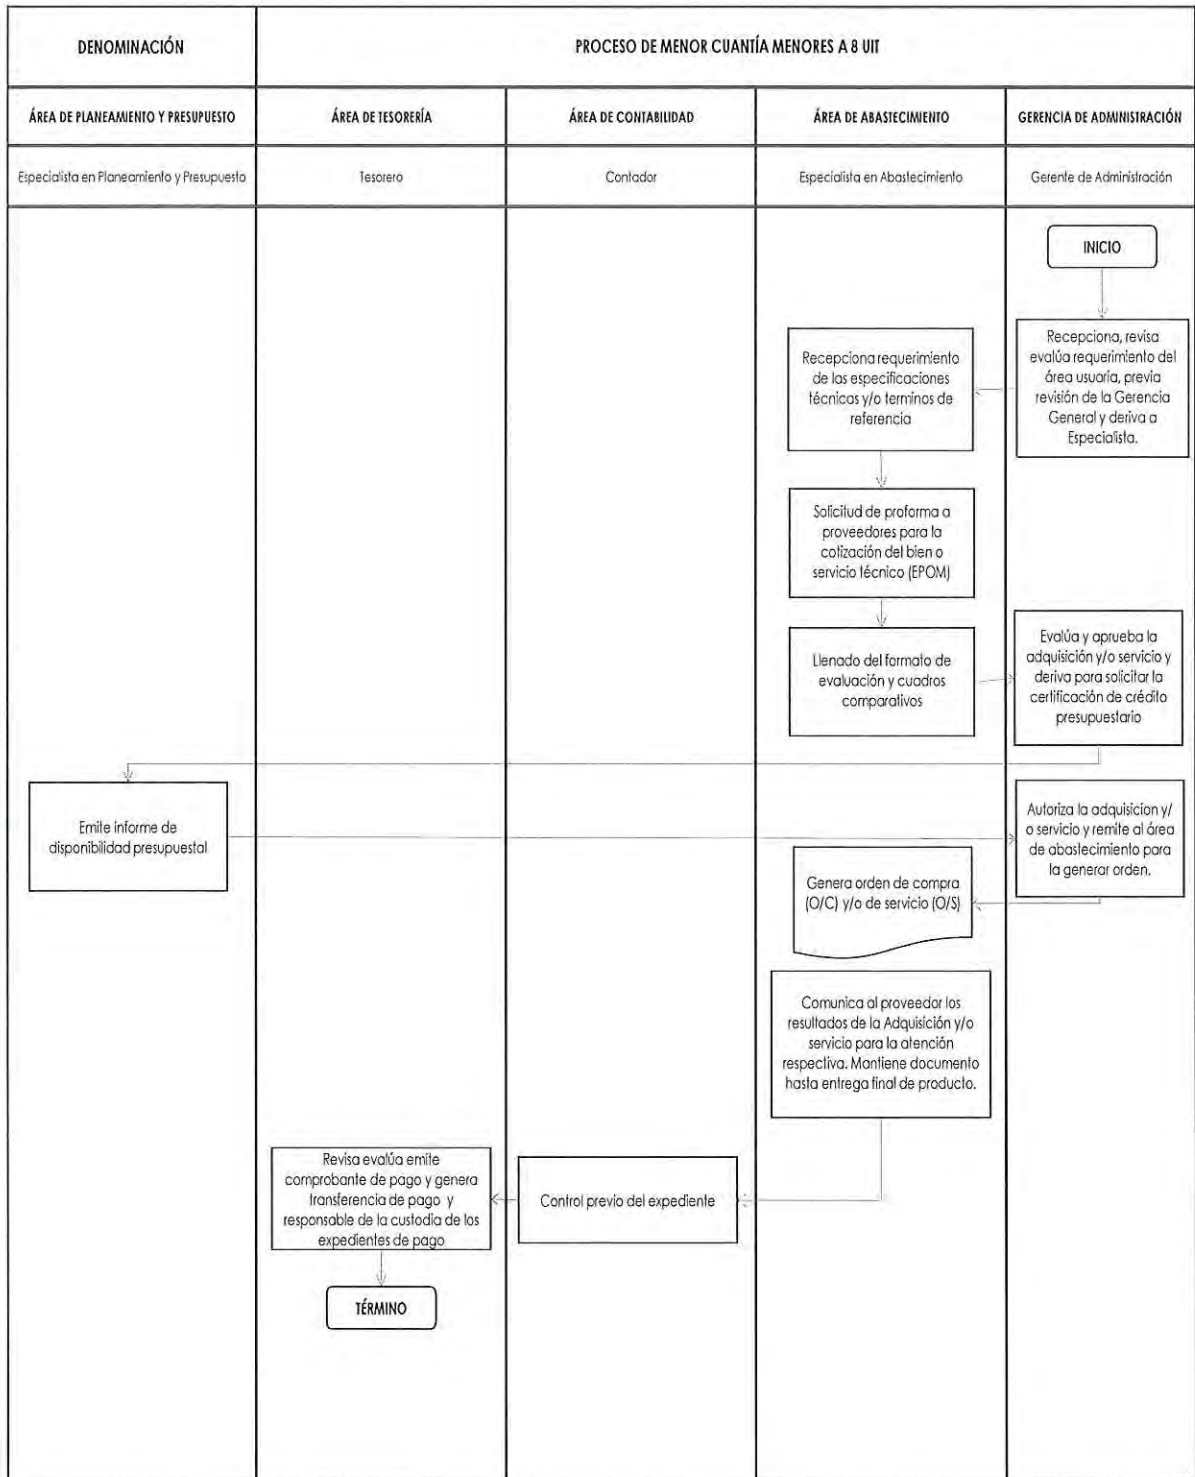 DENOMINACIÓN
PROCESO DE MENOR CUANTÍA MENORES A 8 UIT
ÁREA DE PLANEAMIENTO Y PRESUPUESTO
ÁREA DE TESORERÍA
ÁREA DE CONTABILIDAD
ÁREA DE ABASTECIMIENTO
GERENCIA DE ADMINISTRACIÓN
Especialista en Planeamiento y Presupuesto
Tesorero
Contador
Especialista en Abastecimiento
Gerente de Administración
INICIO
Recepciona, revisa
evalúa requerimiento del
área usuaria, previa
revisión de la Gerencia
General y deriva a
Especialista.
Recepciona requerimiento
de las especificaciones
técnicas y/o terminos de
referencia
Solicitud de proforma a
proveedores para la
cotización del bien o
servicio técnico (EPOM)
Llenado del formato de
evaluación y cuadros
comparativos
Evalúa y aprueba la
adquisición y/o servicio y
deriva para solicitar la
certificación de crédito
presupuestario
Emite informe de
disponibilidad presupuestal
Autoriza la adquisicion y/
o servicio y remite al área
de abastecimiento para
la generar orden.
Genera orden de compra
(O/C) y/o de servicio (O/S)
Comunica al proveedor los
resultados de la Adquisición y/o
servicio para la atención
respectiva. Mantiene documento
hasta entrega final de producto.
Control previo del expediente
Revisa evalúa emite
comprobante de pago y genera
transferencia de pago y
responsable de la custodia de los
expedientes de pago
TÉRMINO